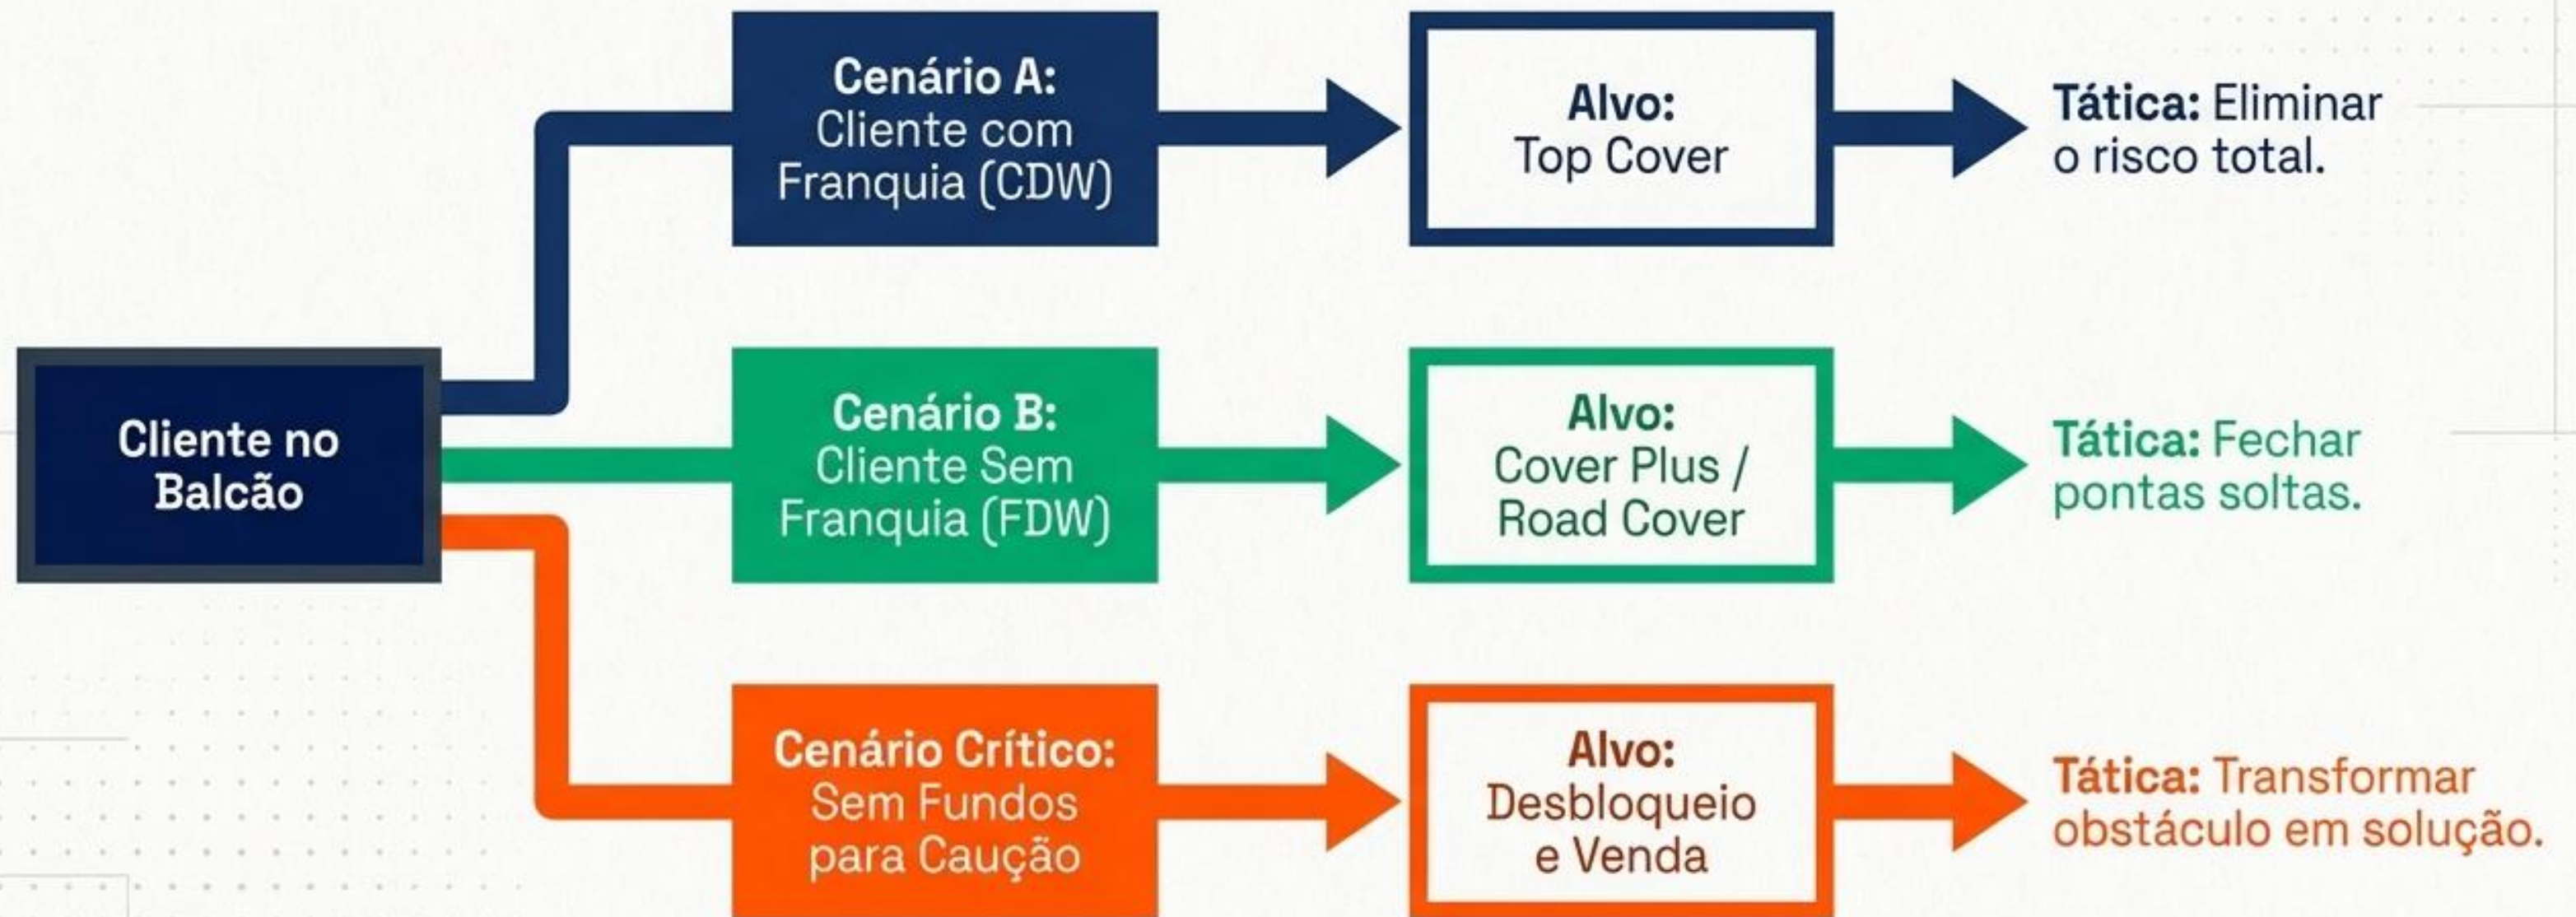 Cliente no
Balcão
Cenário A:
Cliente com
Franquia (CDW)
Alvo:
Top Cover
Tática: Eliminar
o risco total.
Cenário B:
Cliente Sem
Franquia (FDW)
Alvo:
Cover Plus /
Road Cover
Tática: Fechar
pontas soltas.
Cenário Crítico:
Sem Fundos
para Caução
Alvo:
Desbloqueio
e Venda
Tática: Transformar
obstáculo em solução.